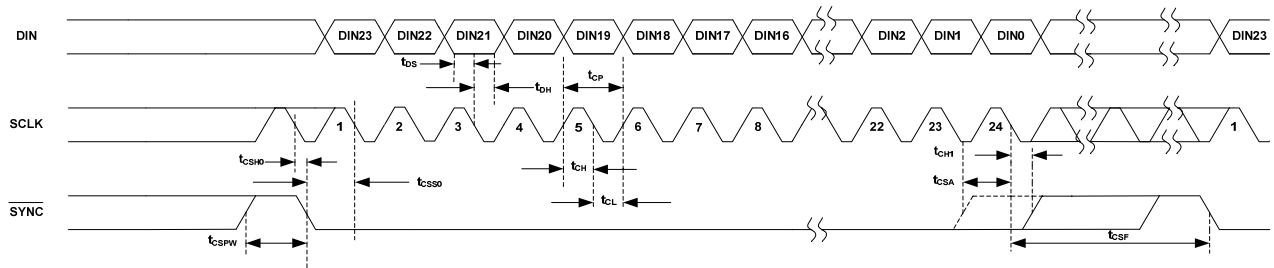 DIN DIN23 DIN22 DIN21 DIN20 DIN19 DIN18 DIN17 DIN16 DIN2 DIN1 DIN0 DIN23
tDS
tDH
tCP
SCLK 1 2 3 4 5 6 7 8 22 23 24 1
tCSH0
tCSS0
tCH
tCL
tCH1
tCSA
SYNC
tCSPW
tCSF